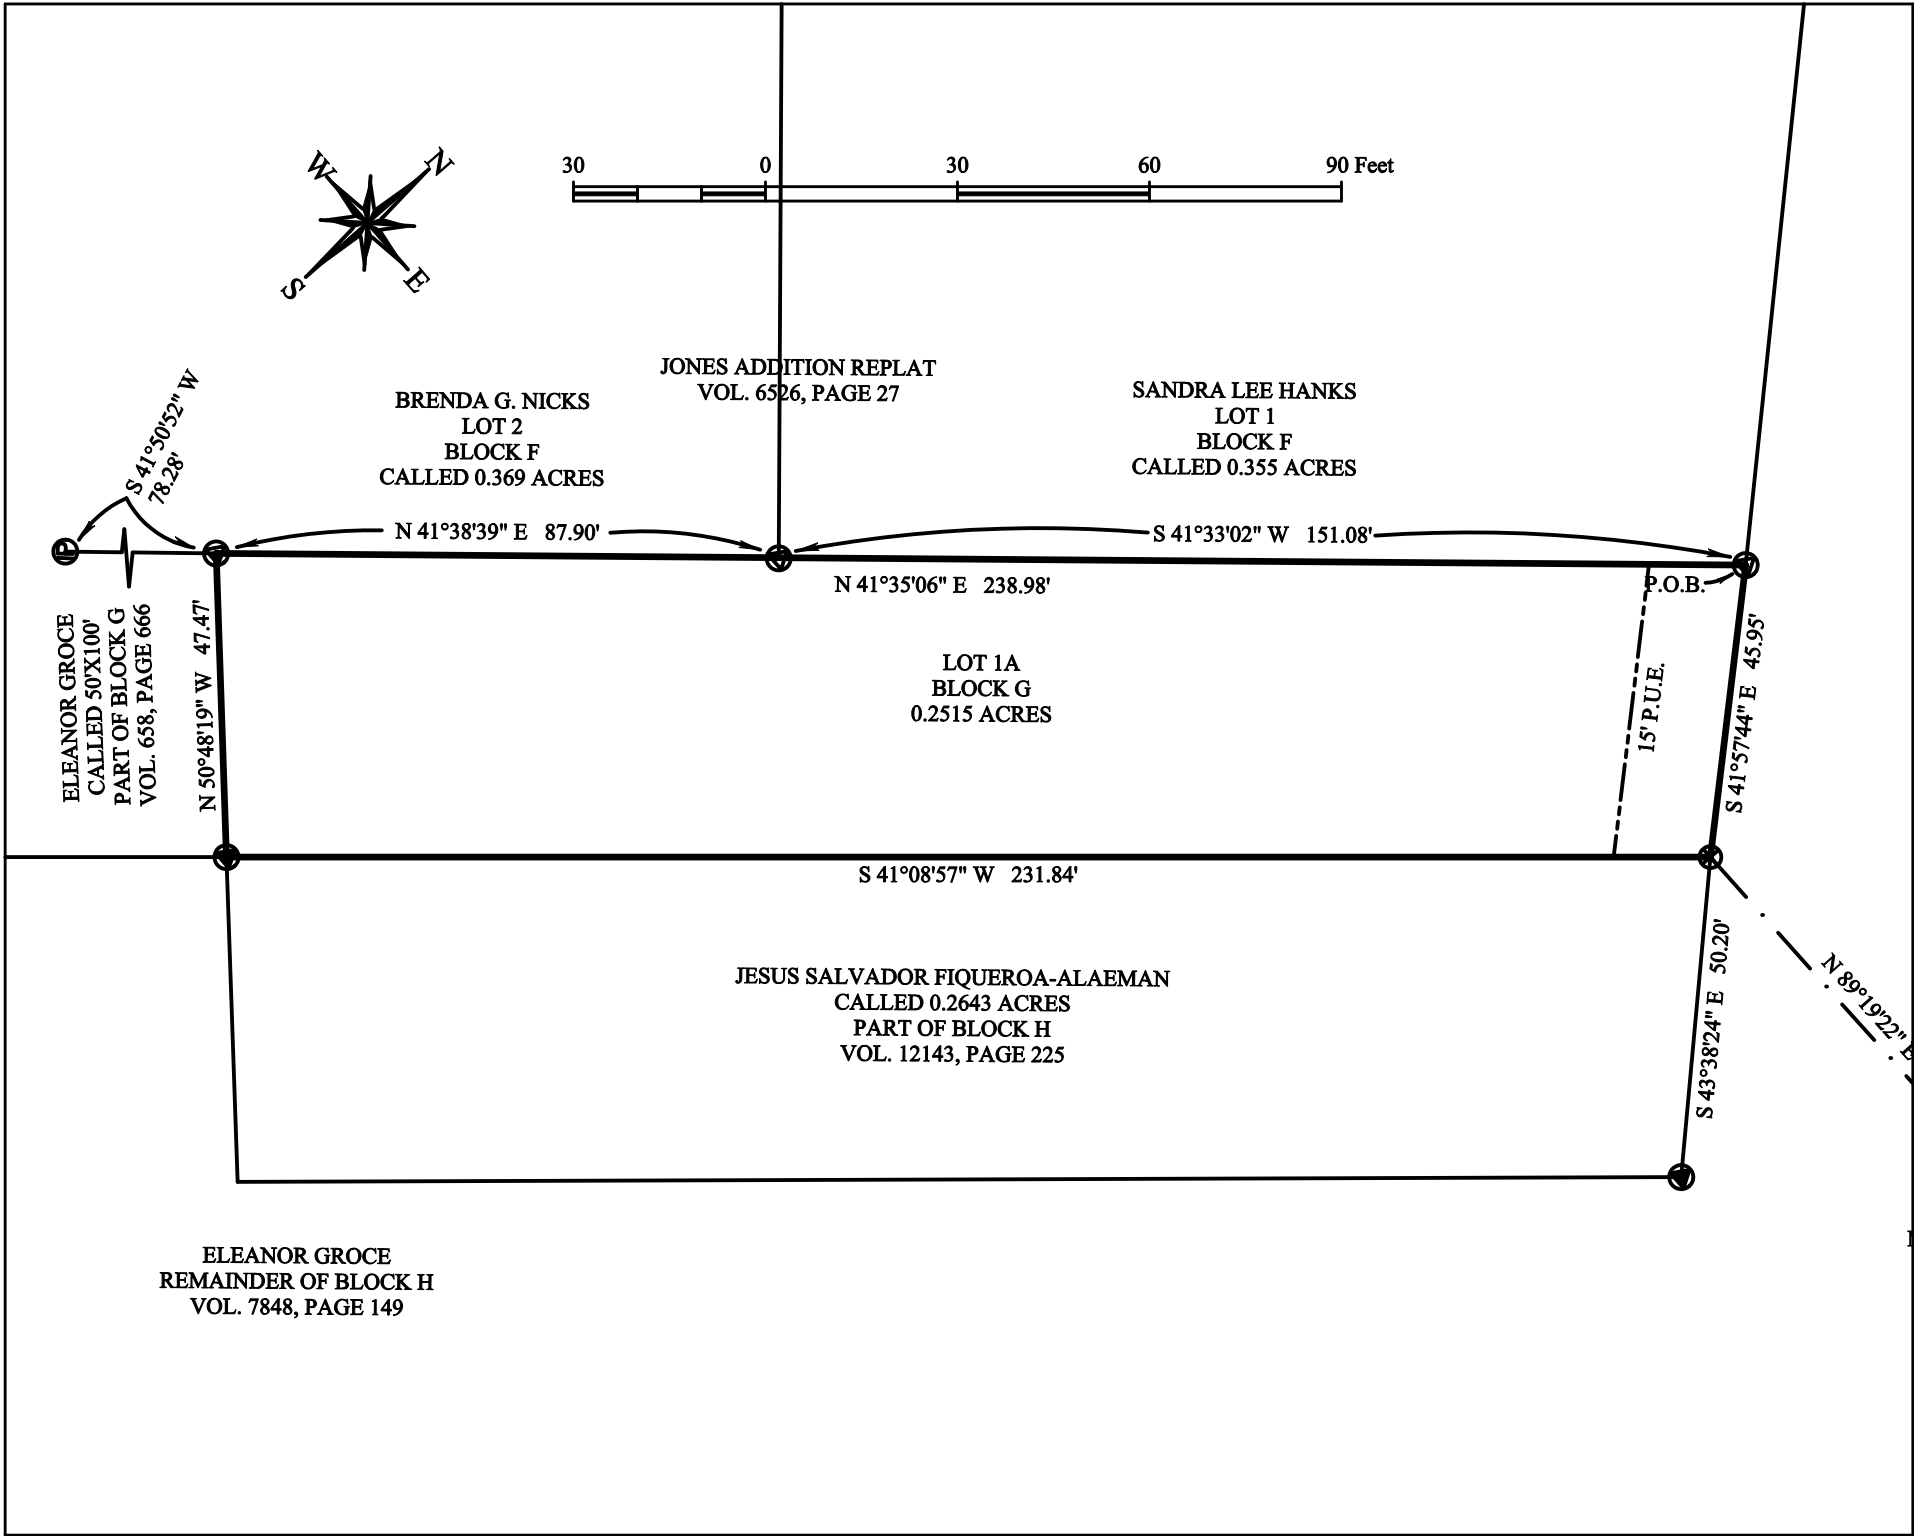 W
N
S
E
30 0 30 60 90 Feet
JONES ADDITION REPLAT
VOL. 6526, PAGE 27
BRENDA G. NICKS
LOT 2
BLOCK F
CALLED 0.369 ACRES
SANDRA LEE HANKS
LOT 1
BLOCK F
CALLED 0.355 ACRES
S 41°50'52" W
78.28'
N 41°38'39" E 87.90'
S 41°33'02" W 151.08'
N 41°35'06" E 238.98'
P.O.B.
ELEANOR GROCE
CALLED 50'X100'
PART OF BLOCK G
VOL. 658, PAGE 666
N 50°48'19" W 47.47'
LOT 1A
BLOCK G
0.2515 ACRES
15' P.U.E.
S 41°57'44" E 45.95'
S 41°08'57" W 231.84'
JESUS SALVADOR FIQUEROA-ALAEMAN
CALLED 0.2643 ACRES
PART OF BLOCK H
VOL. 12143, PAGE 225
S 43°38'24" E 50.20'
N 89°19'22" E
ELEANOR GROCE
REMAINDER OF BLOCK H
VOL. 7848, PAGE 149